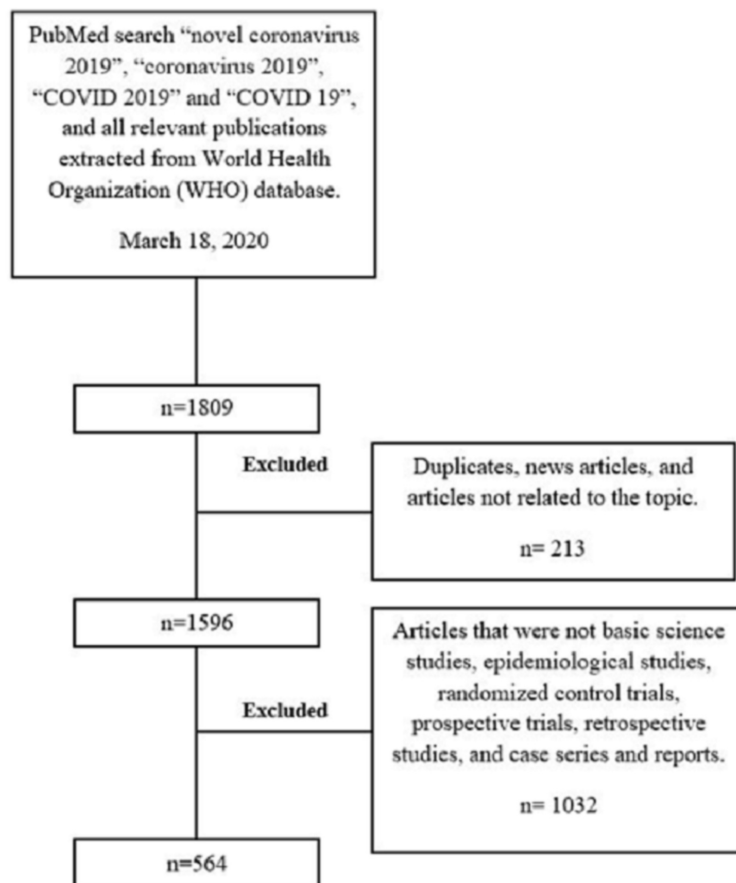 PubMed search “novel coronavirus
2019”, “coronavirus 2019”,
“COVID 2019” and “COVID 19”,
and all relevant publications
extracted from World Health
Organization (WHO) database.
March 18, 2020
n=1809
Excluded
Duplicates, news articles, and
articles not related to the topic.
n= 213
n=1596
Excluded
Articles that were not basic science
studies, epidemiological studies,
randomized control trials,
prospective trials, retrospective
studies, and case series and reports.
n= 1032
n=564